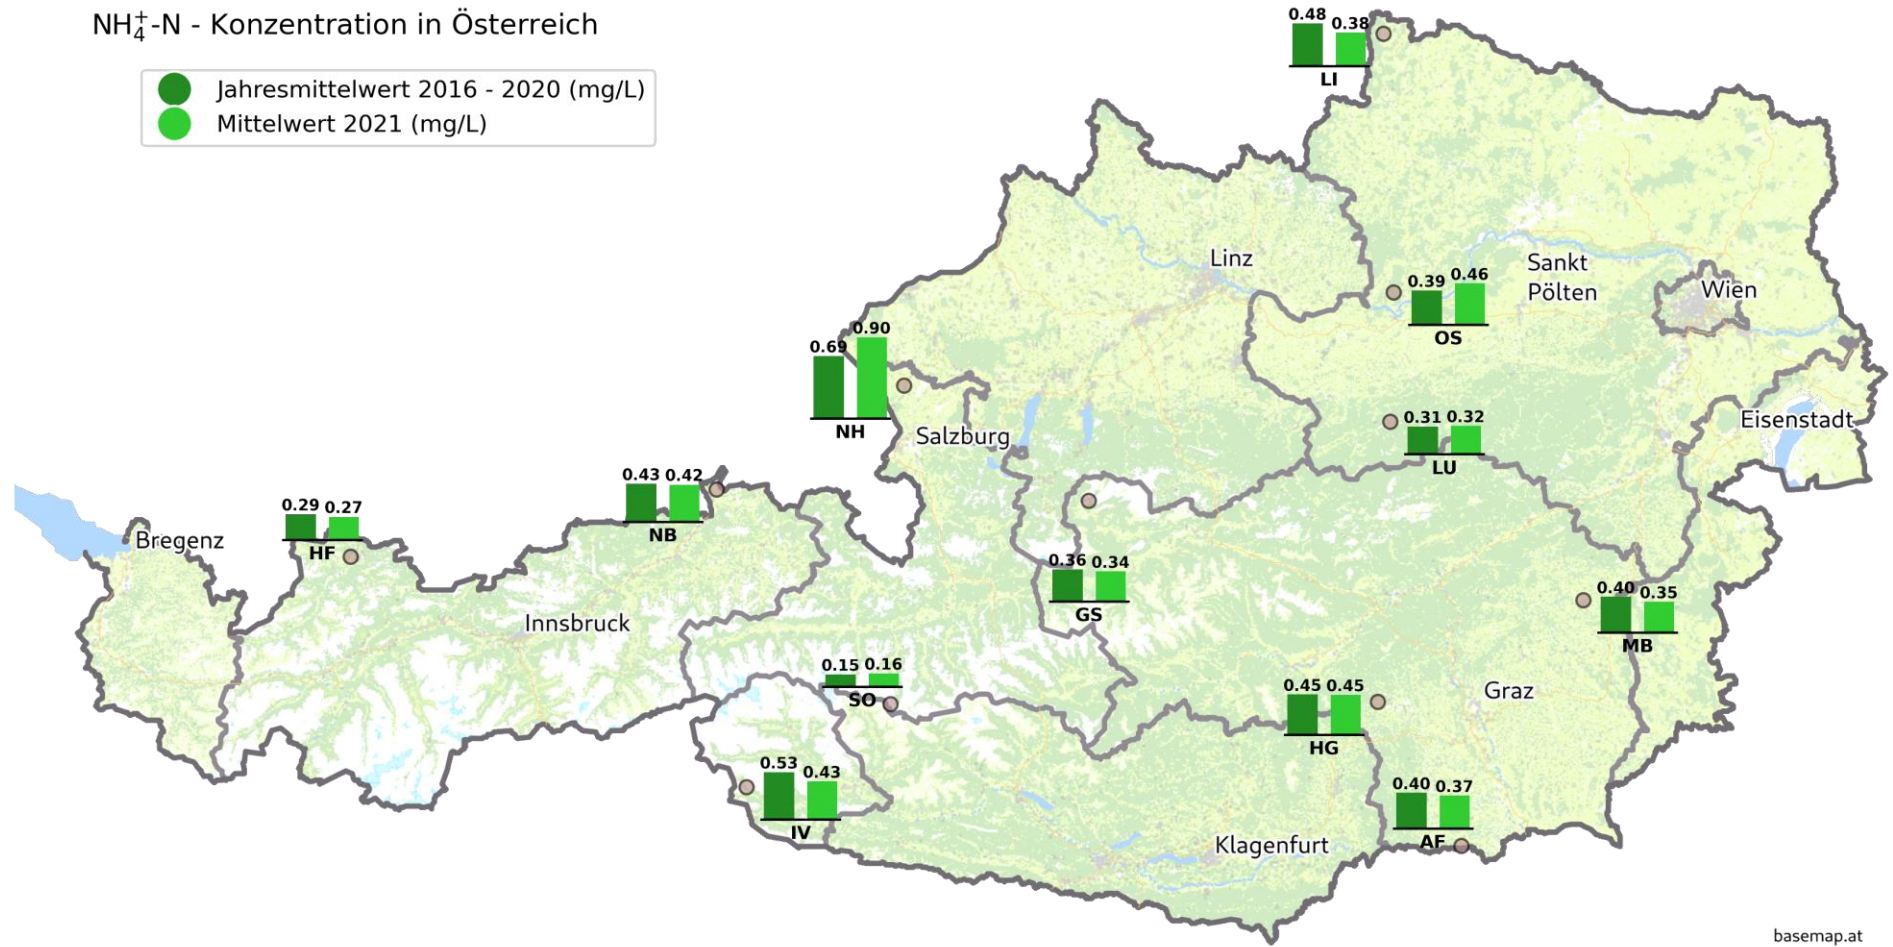 NH₄⁺-N - Konzentration in Österreich
Jahresmittelwert 2016 - 2020 (mg/L)
Mittelwert 2021 (mg/L)
0.48 0.38
LI
Linz
Sankt
Pölten
Wien
0.39 0.46
OS
0.69 0.90
NH
Salzburg
0.31 0.32
LU
Eisenstadt
0.43 0.42
NB
0.29 0.27
HF
Bregenz
Innsbruck
0.36 0.34
GS
0.40 0.35
MB
0.15 0.16
SO
0.45 0.45
HG
Graz
0.53 0.43
IV
0.40 0.37
AF
Klagenfurt
basemap.at